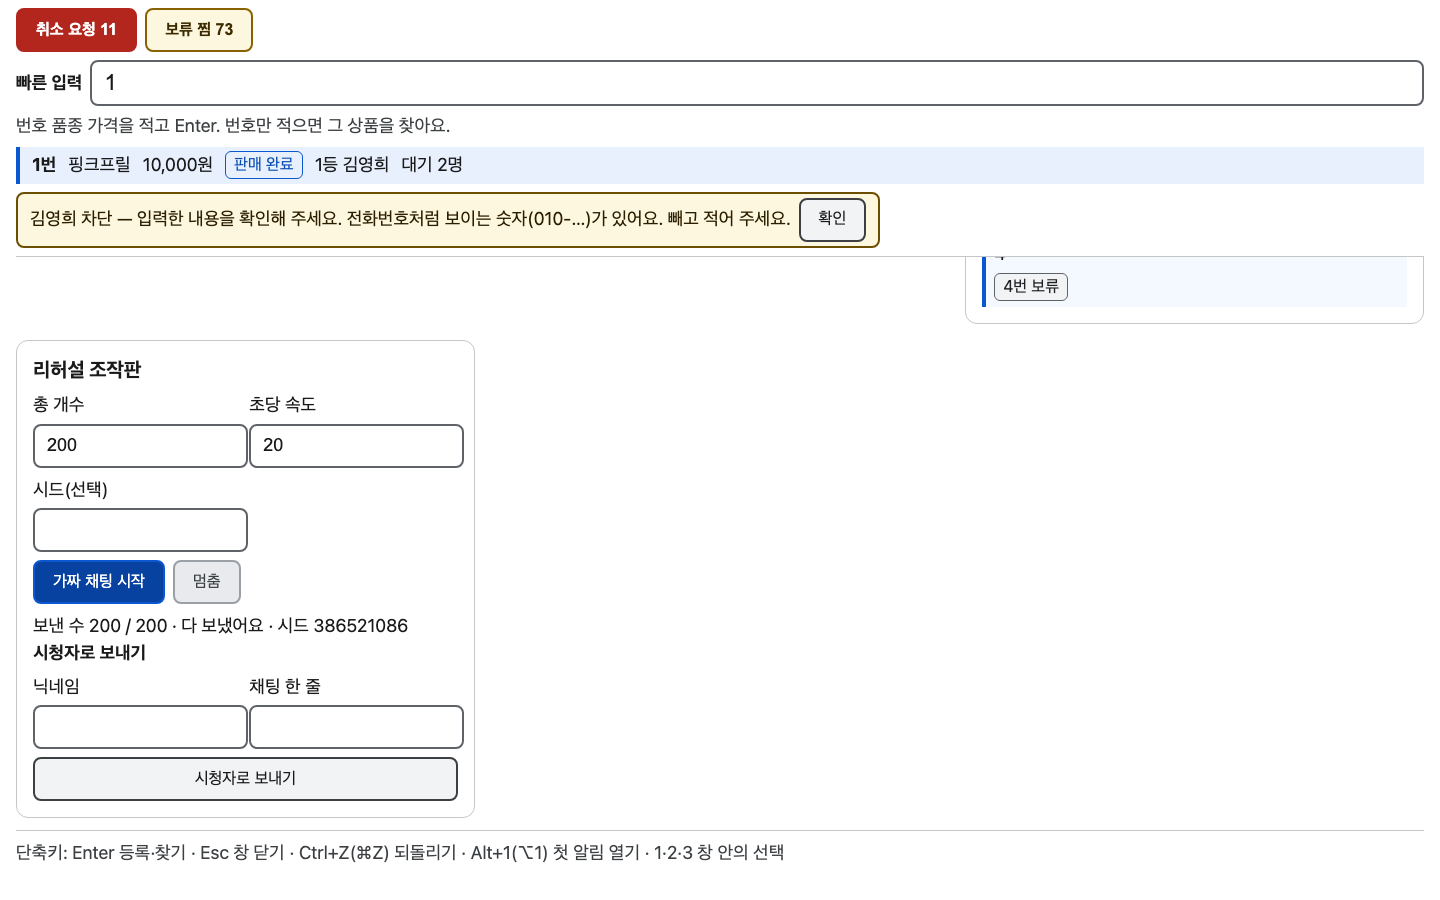 취소 요청 11
보류 찜 73
빠른 입력
1
번호 품종 가격을 적고 Enter. 번호만 적으면 그 상품을 찾아요.
1번 핑크프릴 10,000원 판매 완료 1등 김영희 대기 2명
김영희 차단 — 입력한 내용을 확인해 주세요. 전화번호처럼 보이는 숫자(010-...)가 있어요. 빼고 적어 주세요. 확인
4번 보류
리허설 조작판
총 개수 초당 속도
200 20
시드(선택)
가짜 채팅 시작 멈춤
보낸 수 200 / 200 · 다 보냈어요 · 시드 386521086
시청자로 보내기
닉네임 채팅 한 줄
시청자로 보내기
단축키: Enter 등록·찾기 · Esc 창 닫기 · Ctrl+Z(⌘Z) 되돌리기 · Alt+1(⌥1) 첫 알림 열기 · 1·2·3 창 안의 선택